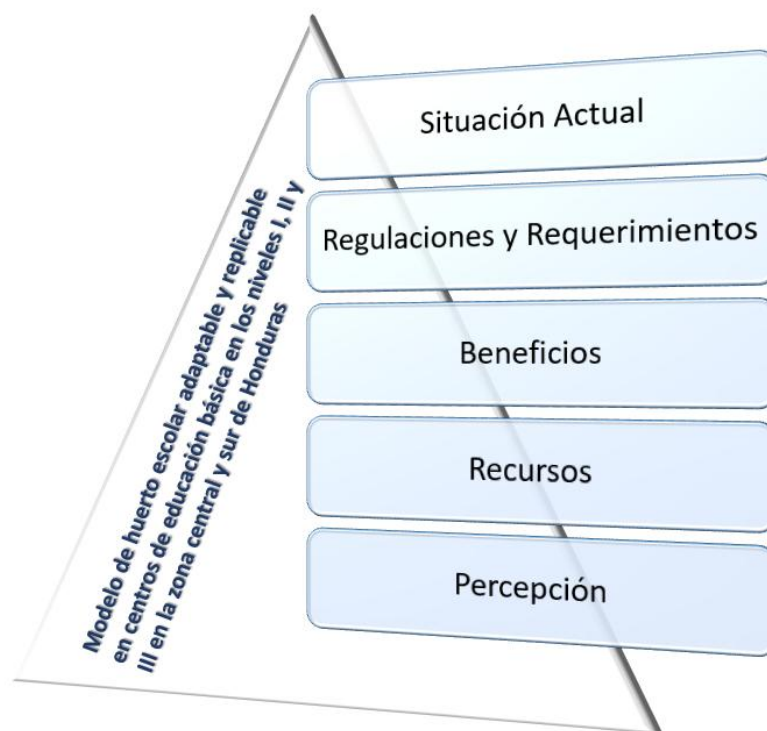 Modelo de huerto escolar adaptable y replicable
en centros de educación básica en los niveles I, II y
III en la zona central y sur de Honduras
Situación Actual
Regulaciones y Requerimientos
Beneficios
Recursos
Percepción